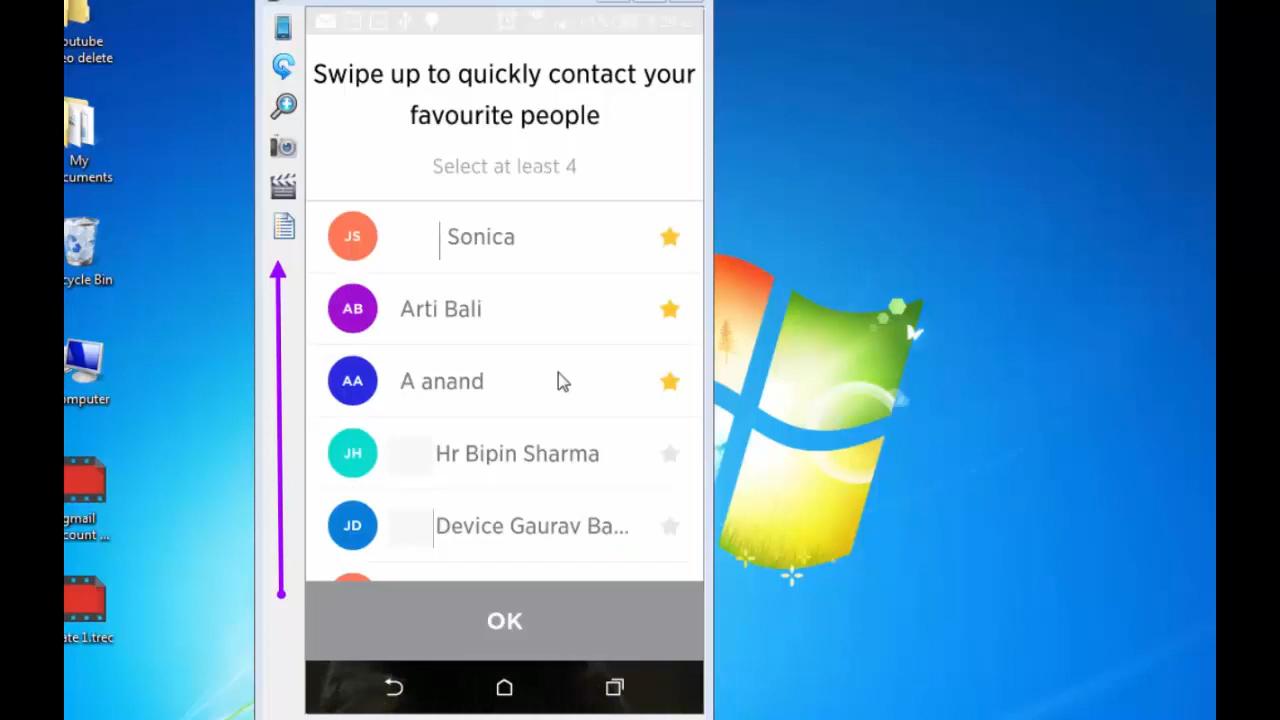 outube
eo delete
My
cuments
cycle Bin
omputer
gmail
count ...
ate 1.trec
Swipe up to quickly contact your
favourite people
Select at least 4
JS Sonica
AB Arti Bali
AA A anand
JH Hr Bipin Sharma
JD Device Gaurav Ba...
OK